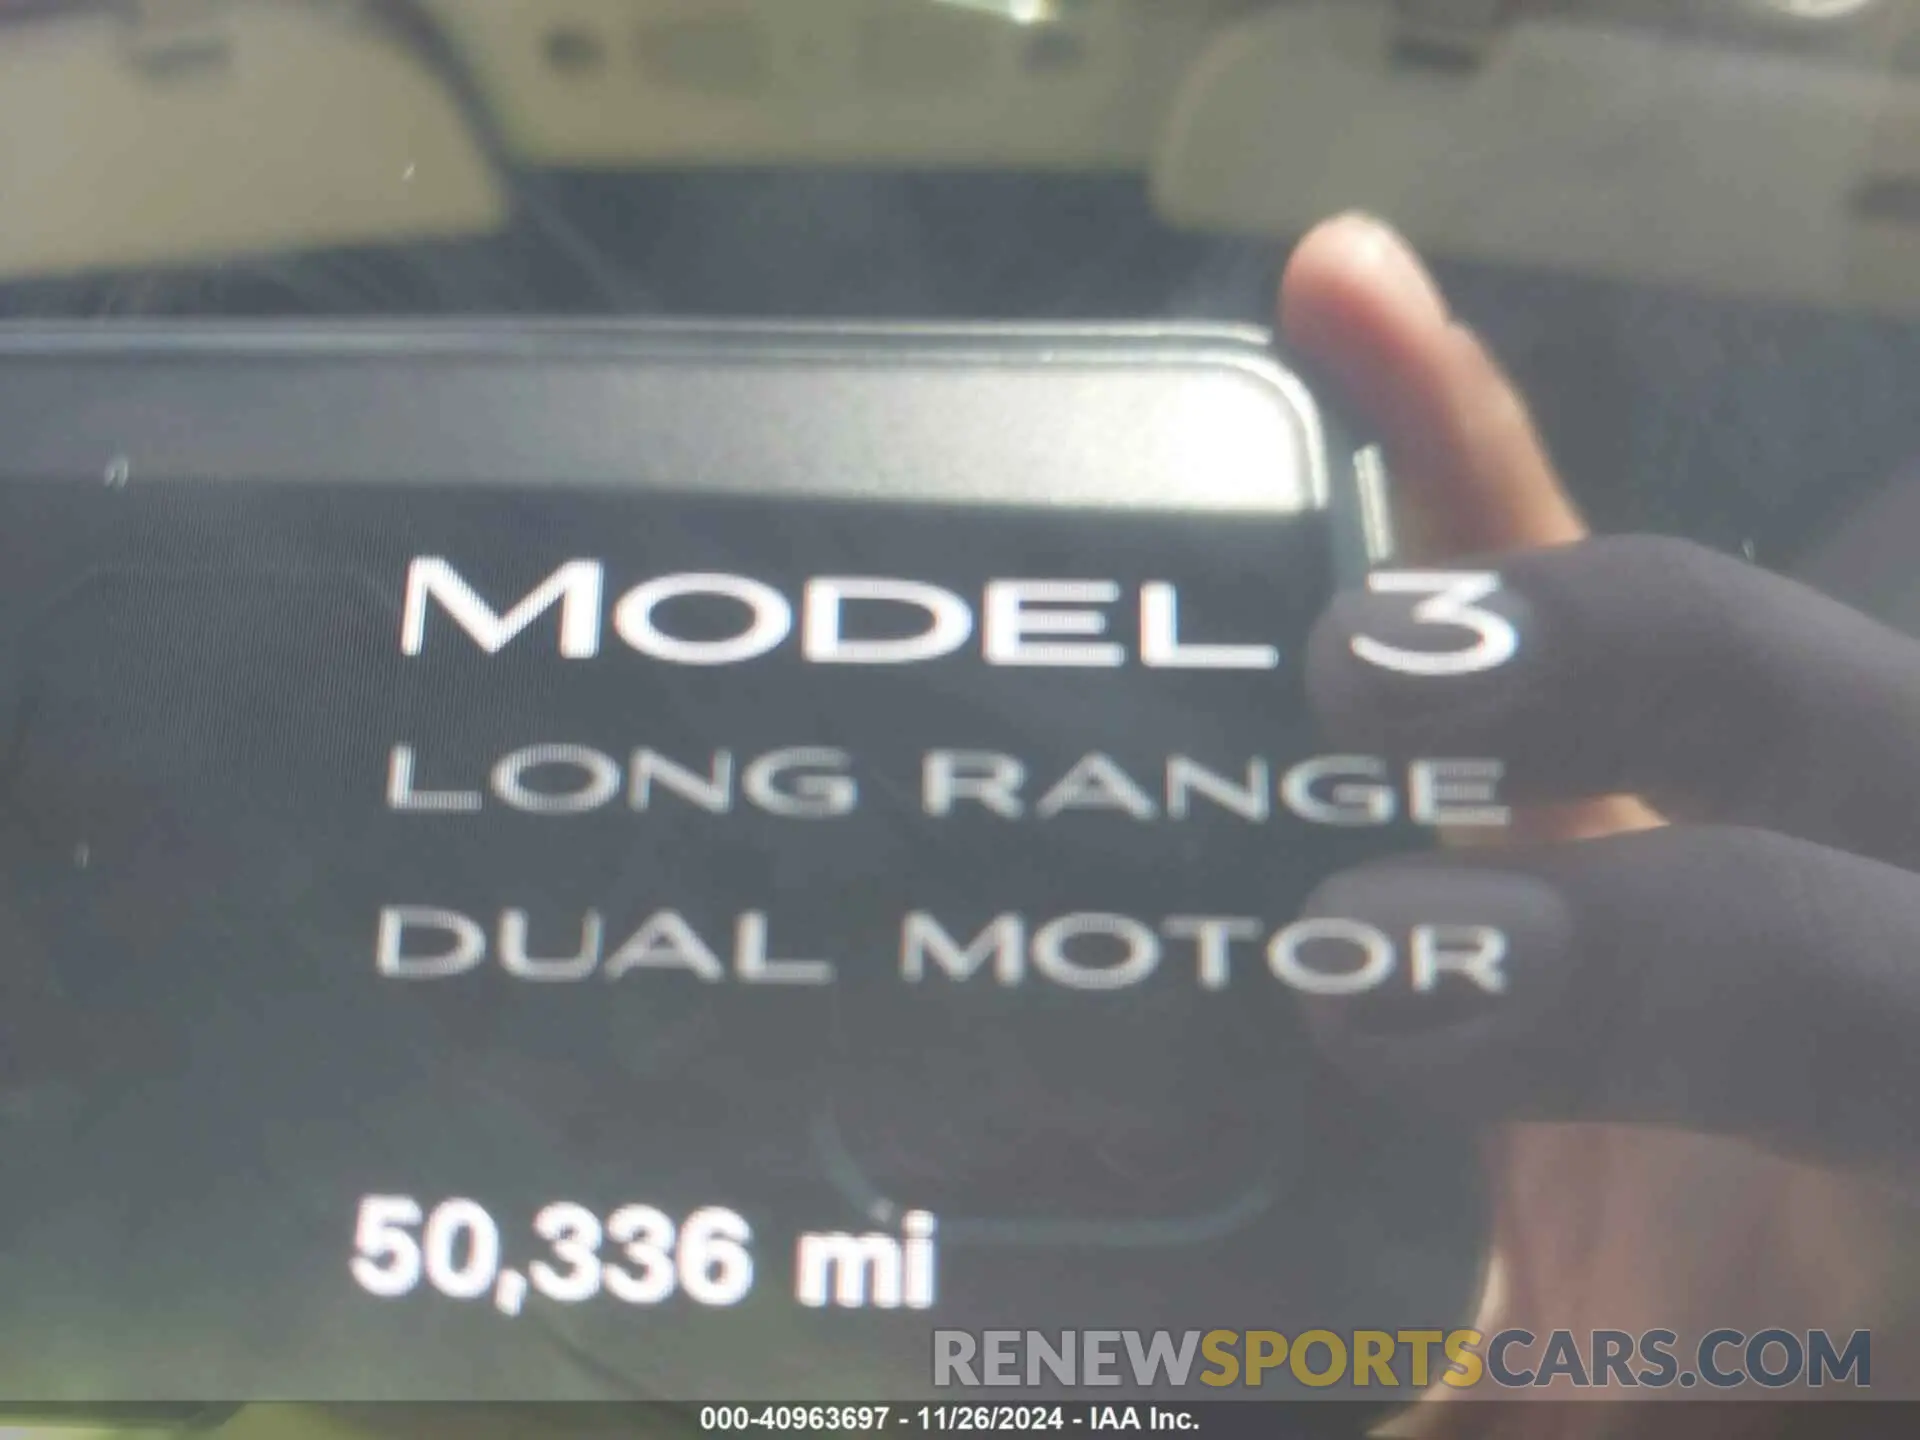 MODEL 3
LONG RANGE
DUAL MOTOR
50,336 mi
RENEWSPORTSCARS.COM
000-40963697 - 11/26/2024 - IAA Inc.